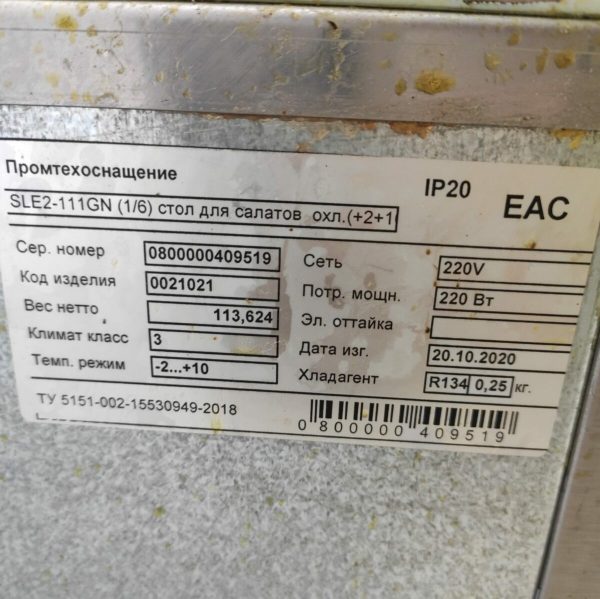 Промтехоснащение
IP20
EAC
SLE2-111GN (1/6) стол для салатов охл.(+2+1
Сер. номер 0800000409519
Код изделия 0021021
Вес нетто 113,624
Климат класс 3
Темп. режим -2...+10
Сеть 220V
Потр. мощн. 220 Вт
Эл. оттайка
Дата изг. 20.10.2020
Хладагент R134 0,25 кг.
ТУ 5151-002-15530949-2018
0 800000 409519